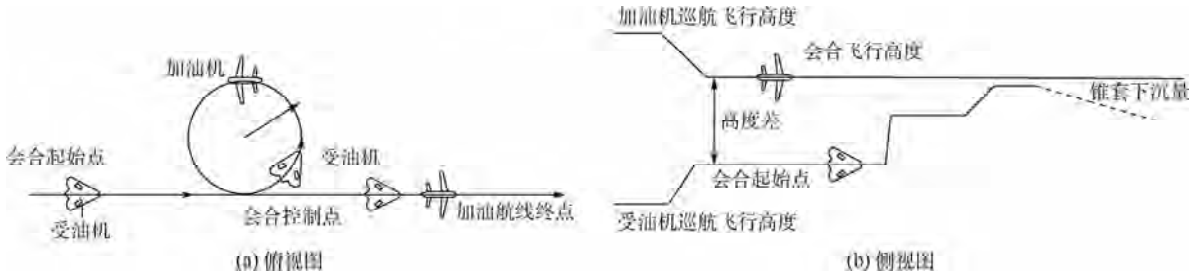 加油机
会合起始点
受油机
受油机
会合控制点
加油航线终点
(a) 俯视图
加油机巡航飞行高度
会合飞行高度
锥套下沉量
高度差
会合起始点
受油机巡航飞行高度
(b) 侧视图